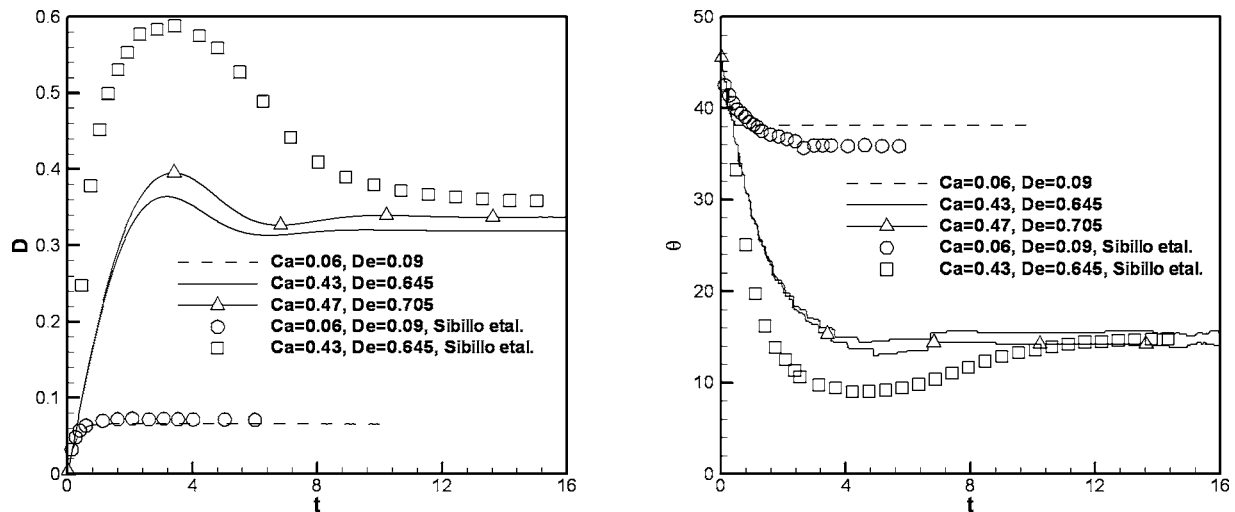 0.6
0.5
0.4
0.3
0.2
0.1
0
D
0
4
8
12
16
t
Ca=0.06, De=0.09
Ca=0.43, De=0.645
Ca=0.47, De=0.705
Ca=0.06, De=0.09, Sibillo etal.
Ca=0.43, De=0.645, Sibillo etal.
50
40
30
20
10
0
θ
0
4
8
12
16
t
Ca=0.06, De=0.09
Ca=0.43, De=0.645
Ca=0.47, De=0.705
Ca=0.06, De=0.09, Sibillo etal.
Ca=0.43, De=0.645, Sibillo etal.